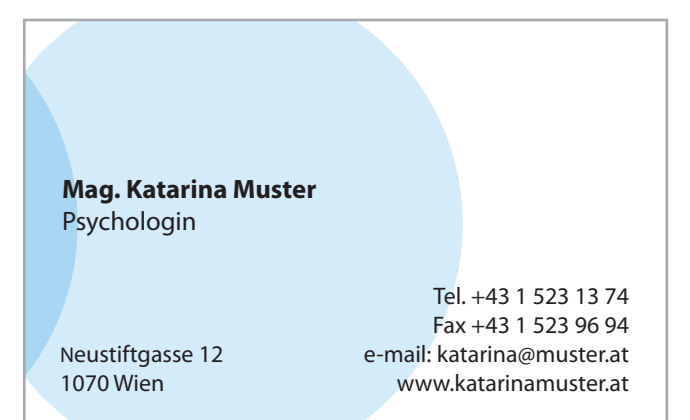 Mag. Katarina Muster
Psychologin
Tel. +43 1 523 13 74
Fax +43 1 523 96 94
Neustiftgasse 12
e-mail: katarina@muster.at
1070 Wien
www.katarinamuster.at